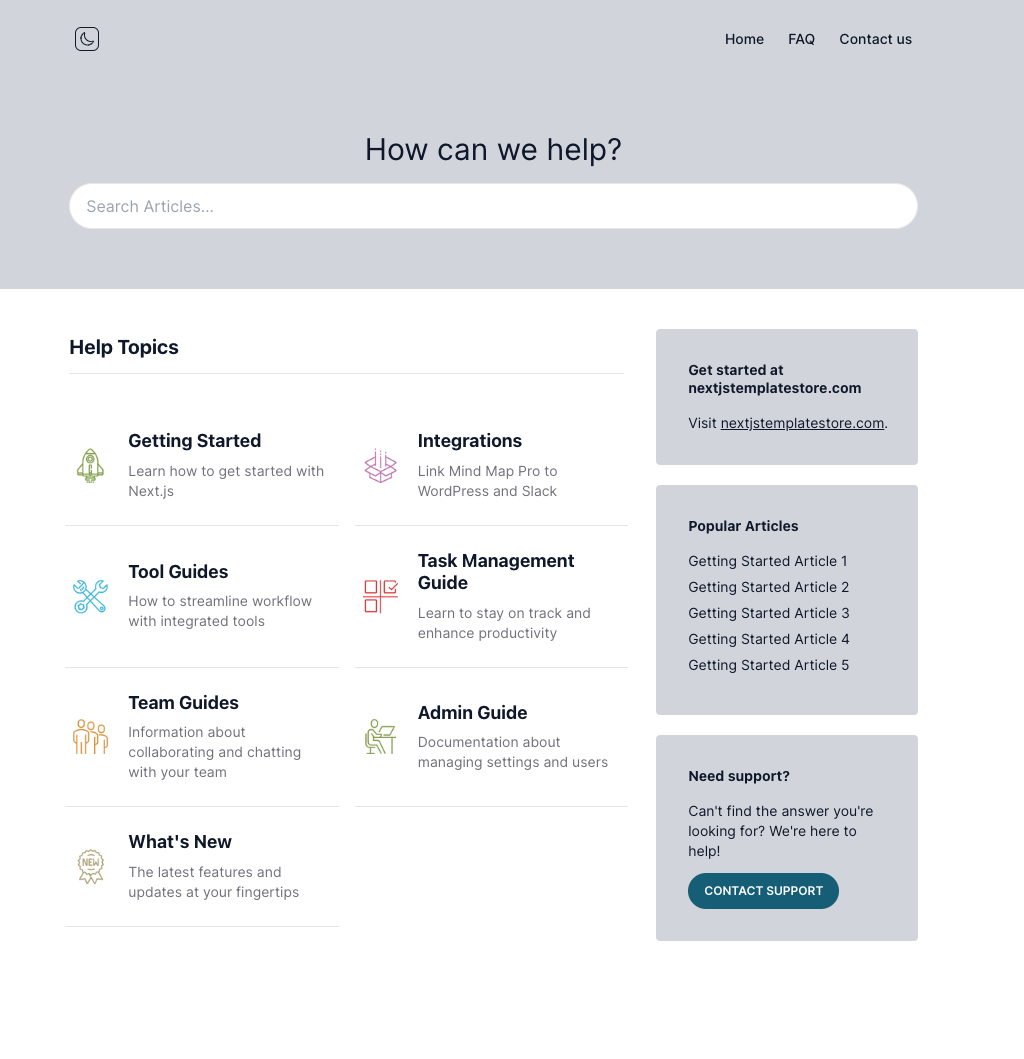 Home FAQ Contact us
How can we help?
Search Articles...
Help Topics
Getting Started
Learn how to get started with
Next.js
Integrations
Link Mind Map Pro to
WordPress and Slack
Tool Guides
How to streamline workflow
with integrated tools
Task Management
Guide
Learn to stay on track and
enhance productivity
Team Guides
Information about
collaborating and chatting
with your team
Admin Guide
Documentation about
managing settings and users
NEW
What's New
The latest features and
updates at your fingertips
Get started at
nextjstemplatestore.com
Visit nextjstemplatestore.com.
Popular Articles
Getting Started Article 1
Getting Started Article 2
Getting Started Article 3
Getting Started Article 4
Getting Started Article 5
Need support?
Can't find the answer you're
looking for? We're here to
help!
CONTACT SUPPORT